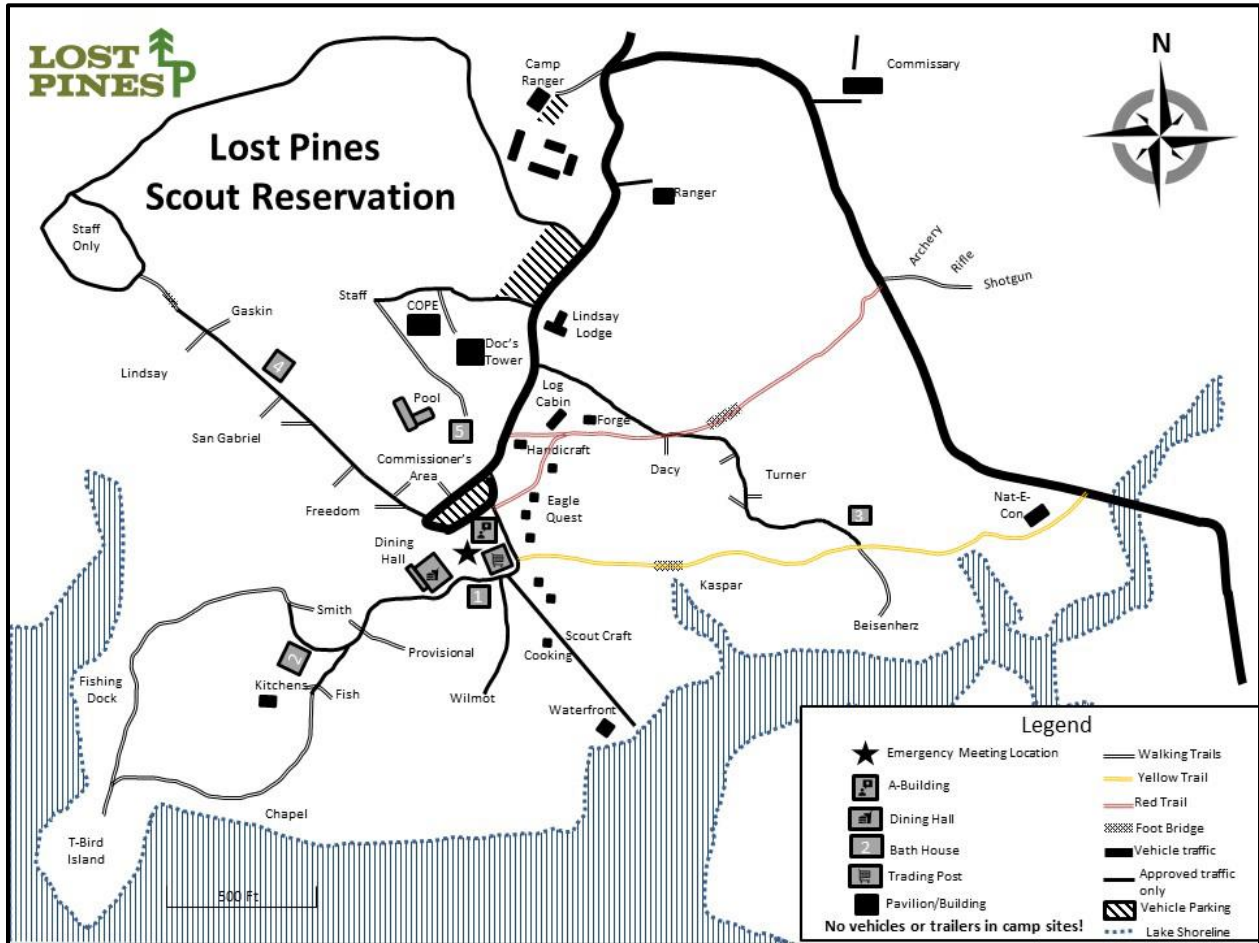 LOST
PINES
LP
Lost Pines
Scout Reservation
N
Camp
Ranger
Commissary
Ranger
Staff
Only
Archery
Rifle
Shotgun
Gaskin
Staff
COPE
Lindsay
Lodge
Doc's
Tower
Lindsay
4
Log
Cabin
Pool
Forge
San Gabriel
5
Handicraft
Commissioner's
Area
Dacy
Turner
Freedom
Eagle
Quest
Nat-E-
Con
3
Dining
Hall
Kaspar
1
Smith
Beisenherz
Scout Craft
Provisional
Cooking
2
Fishing
Dock
Kitchens
Fish
Wilmot
Waterfront
Chapel
T-Bird
Island
500 Ft
Legend
Emergency Meeting Location
A-Building
Dining Hall
2
Bath House
Trading Post
Pavilion/Building
No vehicles or trailers in camp sites!
Walking Trails
Yellow Trail
Red Trail
Foot Bridge
Vehicle traffic
Approved traffic
only
Vehicle Parking
Lake Shoreline